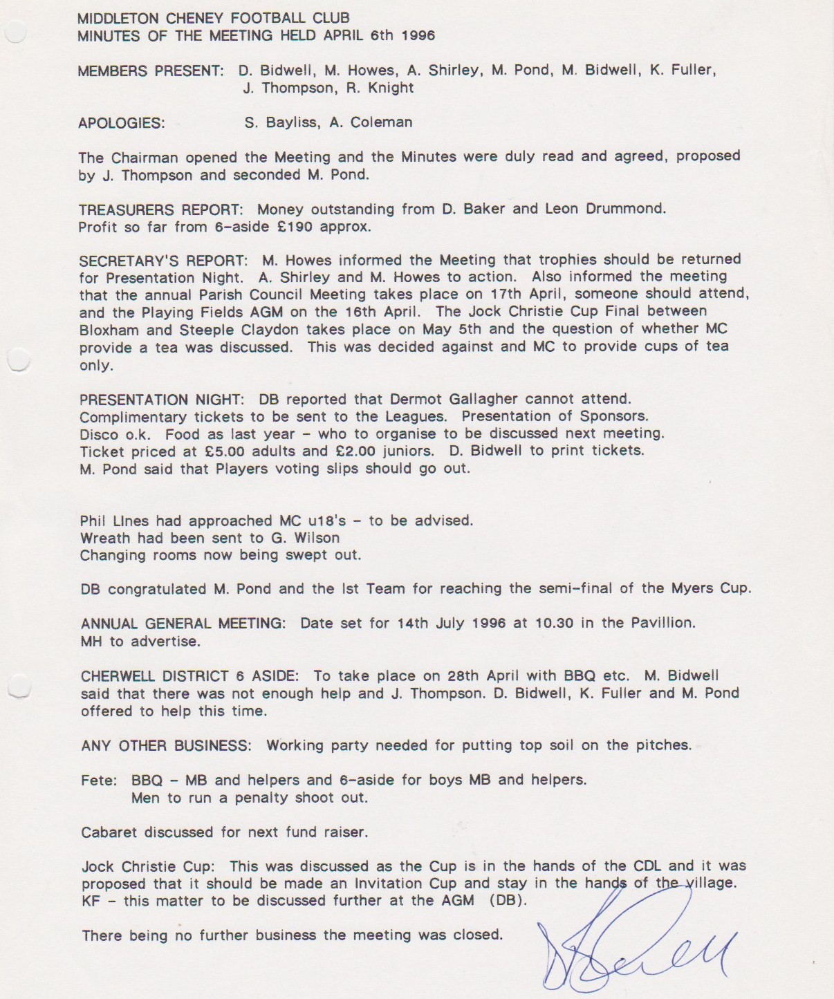 MIDDLETON CHENEY FOOTBALL CLUB
MINUTES OF THE MEETING HELD APRIL 6th 1996
MEMBERS PRESENT: D. Bidwell, M. Howes, A. Shirley, M. Pond, M. Bidwell, K. Fuller,
J. Thompson, R. Knight
APOLOGIES: S. Bayliss, A. Coleman
The Chairman opened the Meeting and the Minutes were duly read and agreed, proposed
by J. Thompson and seconded M. Pond.
TREASURERS REPORT: Money outstanding from D. Baker and Leon Drummond.
Profit so far from 6-aside £190 approx.
SECRETARY'S REPORT: M. Howes informed the Meeting that trophies should be returned
for Presentation Night. A. Shirley and M. Howes to action. Also informed the meeting
that the annual Parish Council Meeting takes place on 17th April, someone should attend,
and the Playing Fields AGM on the 16th April. The Jock Christie Cup Final between
Bloxham and Steeple Claydon takes place on May 5th and the question of whether MC
provide a tea was discussed. This was decided against and MC to provide cups of tea
only.
PRESENTATION NIGHT: DB reported that Dermot Gallagher cannot attend.
Complimentary tickets to be sent to the Leagues. Presentation of Sponsors.
Disco o.k. Food as last year - who to organise to be discussed next meeting.
Ticket priced at £5.00 adults and £2.00 juniors. D. Bidwell to print tickets.
M. Pond said that Players voting slips should go out.
Phil LInes had approached MC u18's - to be advised.
Wreath had been sent to G. Wilson
Changing rooms now being swept out.
DB congratulated M. Pond and the Ist Team for reaching the semi-final of the Myers Cup.
ANNUAL GENERAL MEETING: Date set for 14th July 1996 at 10.30 in the Pavillion.
MH to advertise.
CHERWELL DISTRICT 6 ASIDE: To take place on 28th April with BBQ etc. M. Bidwell
said that there was not enough help and J. Thompson. D. Bidwell, K. Fuller and M. Pond
offered to help this time.
ANY OTHER BUSINESS: Working party needed for putting top soil on the pitches.
Fete: BBQ - MB and helpers and 6-aside for boys MB and helpers.
Men to run a penalty shoot out.
Cabaret discussed for next fund raiser.
Jock Christie Cup: This was discussed as the Cup is in the hands of the CDL and it was
proposed that it should be made an Invitation Cup and stay in the hands of the village.
KF - this matter to be discussed further at the AGM (DB).
There being no further business the meeting was closed.